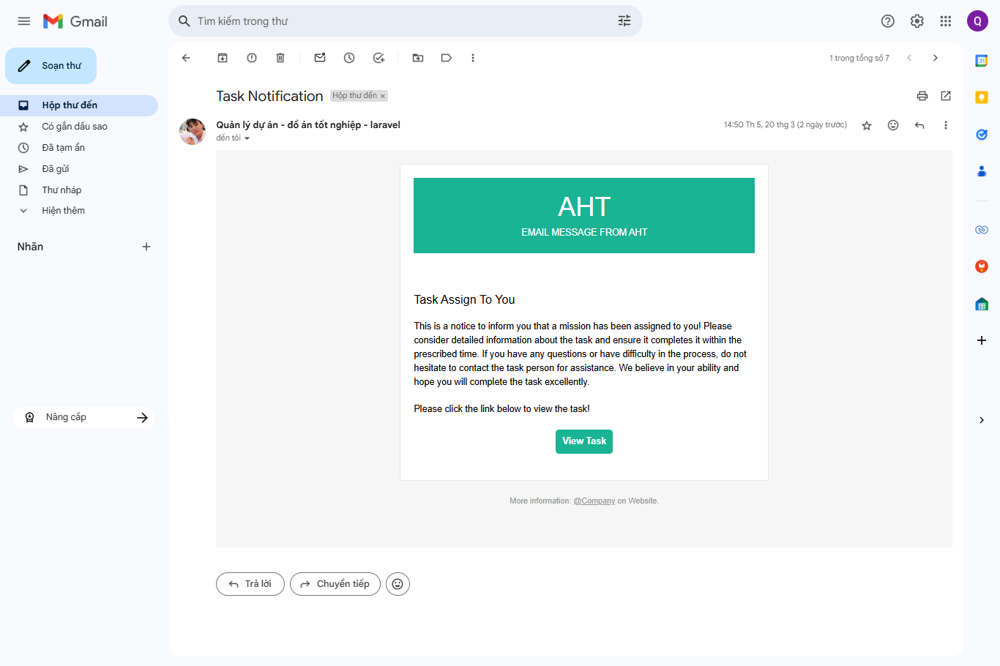 Gmail
Tìm kiếm trong thư
Q
Soạn thư
Hộp thư đến
Có gắn dấu sao
Đã tạm ẩn
Đã gửi
Thư nháp
Hiện thêm
Nhãn
Nâng cấp
1 trong tổng số 7
Task Notification
Hộp thư đến ×
Quản lý dự án - đồ án tốt nghiệp - laravel
14:50 Th 5, 20 thg 3 (2 ngày trước)
đến tôi
AHT
EMAIL MESSAGE FROM AHT
Task Assign To You
This is a notice to inform you that a mission has been assigned to you! Please
consider detailed information about the task and ensure it completes it within the
prescribed time. If you have any questions or have difficulty in the process, do not
hesitate to contact the task person for assistance. We believe in your ability and
hope you will complete the task excellently.
Please click the link below to view the task!
View Task
More information: @Company on Website.
Trả lời
Chuyển tiếp
31